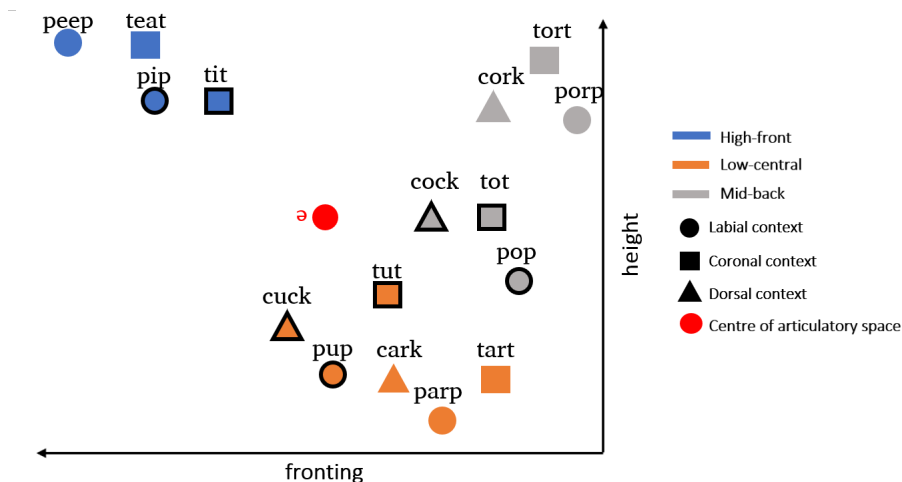 peep teat
tort
pip tit
cork
porp
High-front
Low-central
cock tot
Mid-back
ɘ
Labial context
pop
height
Coronal context
tut
cuck
Dorsal context
Centre of articulatory space
pup cark tart
parp
fronting